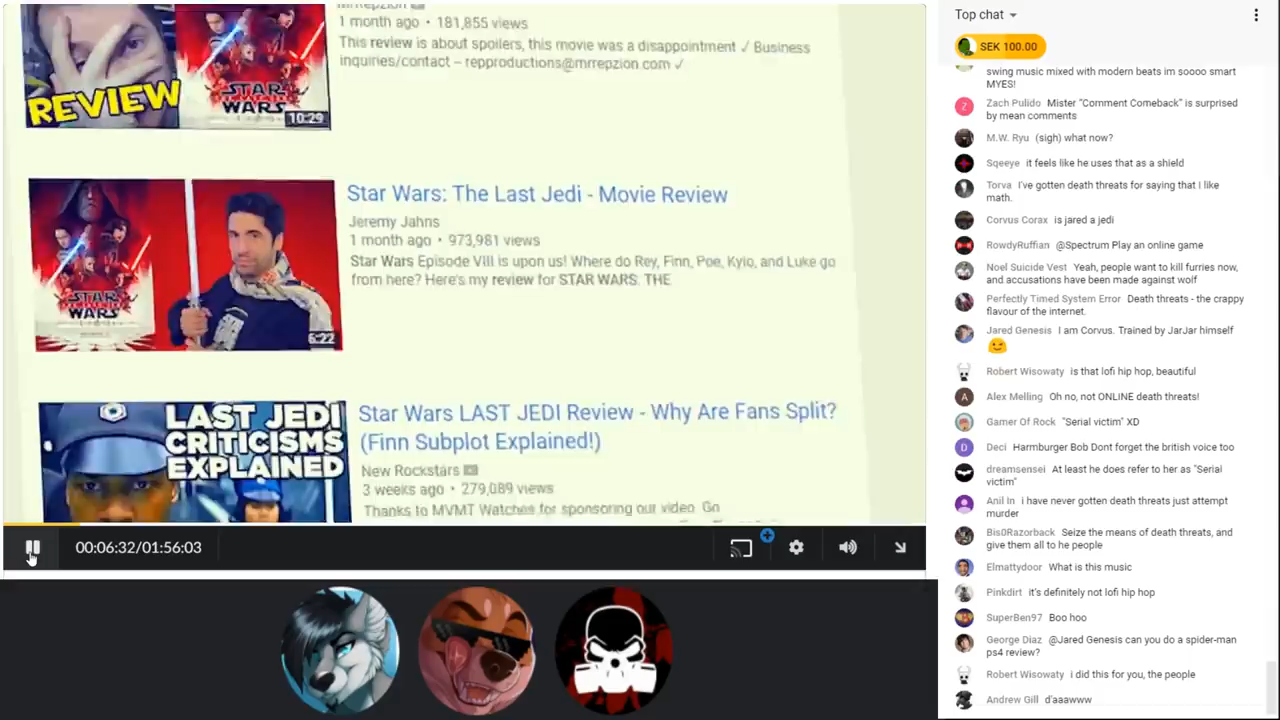 1 month ago • 181,855 views
This review is about spoilers, this movie was a disappointment ✓ Business
inquiries/contact – repproductions@mrrepzion.com ✓
REVIEW
STAR
WARS
10:29
Star Wars: The Last Jedi - Movie Review
Jeremy Jahns
1 month ago • 973,981 views
Star Wars Episode VIII is upon us! Where do Rey, Finn, Poe, Kylo, and Luke go
from here? Here's my review for STAR WARS: THE
STAR
WARS
6:22
LAST JEDI
CRITICISMS
EXPLAINED
Star Wars LAST JEDI Review - Why Are Fans Split?
(Finn Subplot Explained!)
New Rockstars
3 weeks ago • 279,089 views
Thanks to MVMT Watches for sponsoring our video. Go
00:06:32/01:56:03
Top chat
SEK 100.00
swing music mixed with modern beats im soooo smart
MYES!
Z
Zach Pulido Mister "Comment Comeback" is surprised
by mean comments
M.W. Ryu (sigh) what now?
Sqeeye it feels like he uses that as a shield
Torva I've gotten death threats for saying that I like
math.
Corvus Corax is jared a jedi
RowdyRuffian @Spectrum Play an online game
Noel Suicide Vest Yeah, people want to kill furries now,
and accusations have been made against wolf
Perfectly Timed System Error Death threats - the crappy
flavour of the internet.
Jared Genesis I am Corvus. Trained by JarJar himself
Robert Wisowaty is that lofi hip hop, beautiful
A
Alex Melling Oh no, not ONLINE death threats!
Gamer Of Rock "Serial victim" XD
D
Deci Harmburger Bob Dont forget the british voice too
dreamsensei At least he does refer to her as "Serial
victim"
Anil In i have never gotten death threats just attempt
murder
Bis0Razorback Seize the means of death threats, and
give them all to he people
Elmattydoor What is this music
Pinkdirt it's definitely not lofi hip hop
SuperBen97 Boo hoo
George Diaz @Jared Genesis can you do a spider-man
ps4 review?
Robert Wisowaty i did this for you, the people
Andrew Gill d'aaawww